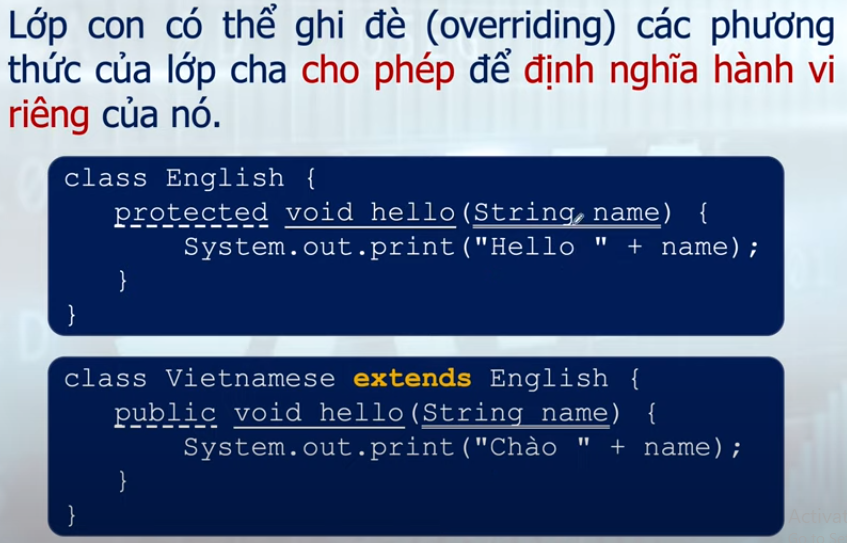 Lớp con có thể ghi đè (overriding) các phương
thức của lớp cha cho phép để định nghĩa hành vi
riêng của nó.
class English {
protected void hello(String name) {
System.out.print("Hello " + name);
}
}
class Vietnamese extends English {
public void hello(String name) {
System.out.print("Chào " + name);
}
}